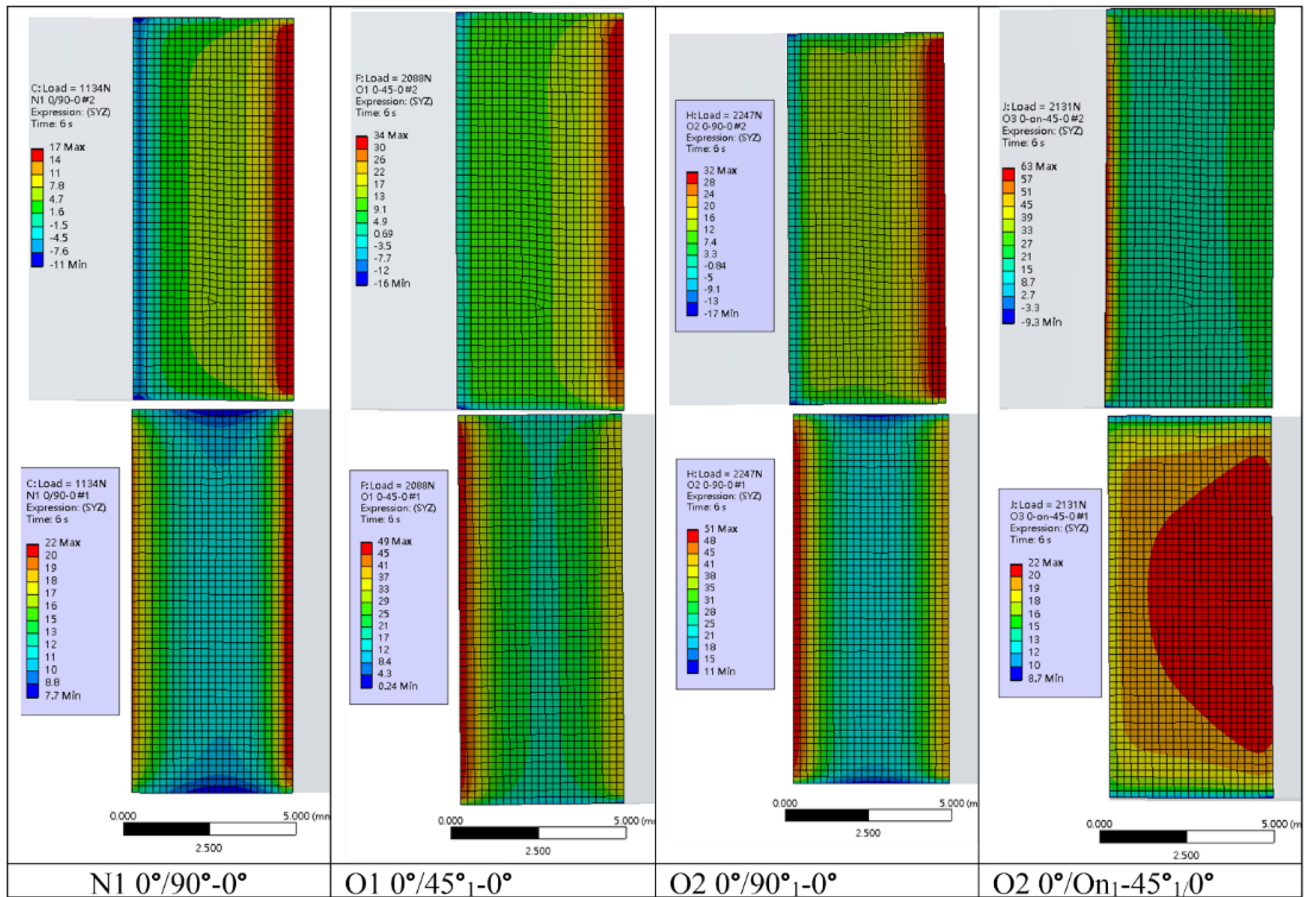 C: Load = 1134N
N1 0/90-0 #2
Expression: (SYZ)
Time: 6 s
17 Max
14
11
7.8
4.7
1.6
-1.5
-4.5
-7.6
-11 Min
F: Load = 2088N
O1 0-45-0 #2
Expression: (SYZ)
Time: 6 s
34 Max
30
26
22
17
13
9.1
4.9
0.69
-3.5
-7.7
-12
-16 Min
H: Load = 2247N
O2 0-90-0 #2
Expression: (SYZ)
Time: 6 s
32 Max
28
24
20
16
12
7.4
3.3
-0.84
-5
-9.1
-13
-17 Min
J: Load = 2131N
O3 0-on-45-0 #2
Expression: (SYZ)
Time: 6 s
63 Max
57
51
45
39
33
27
21
15
8.7
2.7
-3.3
-9.3 Min
C: Load = 1134N
N1 0/90-0 #1
Expression: (SYZ)
Time: 6 s
22 Max
20
19
18
17
16
15
13
12
11
10
8.8
7.7 Min
0.000 5.000 (mm
2.500
F: Load = 2088N
O1 0-45-0 #1
Expression: (SYZ)
Time: 6 s
49 Max
45
41
37
33
29
25
21
17
12
8.4
4.3
0.24 Min
0.000 5.000 (mr
2.500
H: Load = 2247N
O2 0-90-0 #1
Expression: (SYZ)
Time: 6 s
51 Max
48
45
41
38
35
31
28
25
21
18
15
11 Min
0.000 5.000 (m
2.500
J: Load = 2131N
O3 0-on-45-0 #1
Expression: (SYZ)
Time: 6 s
22 Max
20
19
18
16
15
13
12
10
8.7 Min
0.000 5.000 (m
2.500
N1 0°/90°-0°
O1 0°/45°₁-0°
O2 0°/90°₁-0°
O2 0°/On₁-45°₁/0°